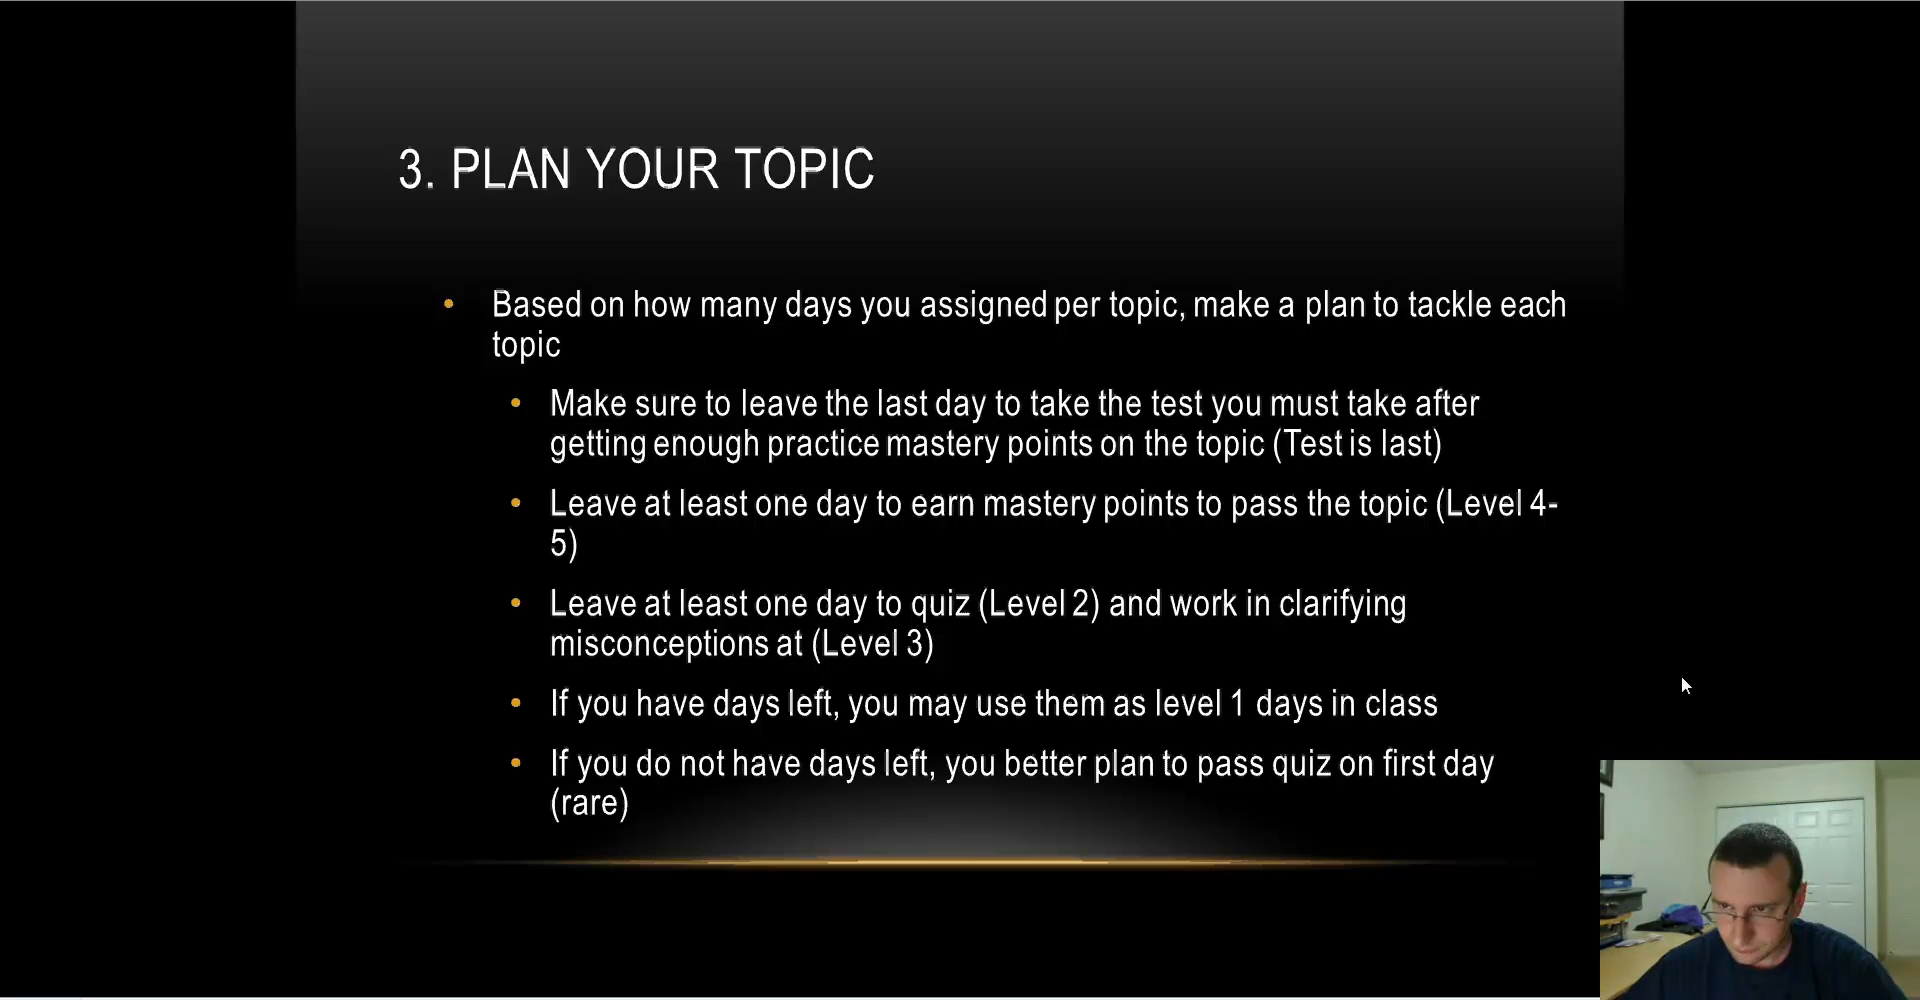 3. PLAN YOUR TOPIC
Based on how many days you assigned per topic, make a plan to tackle each
topic
Make sure to leave the last day to take the test you must take after
getting enough practice mastery points on the topic (Test is last)
Leave at least one day to earn mastery points to pass the topic (Level 4-
5)
Leave at least one day to quiz (Level 2) and work in clarifying
misconceptions at (Level 3)
If you have days left, you may use them as level 1 days in class
If you do not have days left, you better plan to pass quiz on first day
(rare)